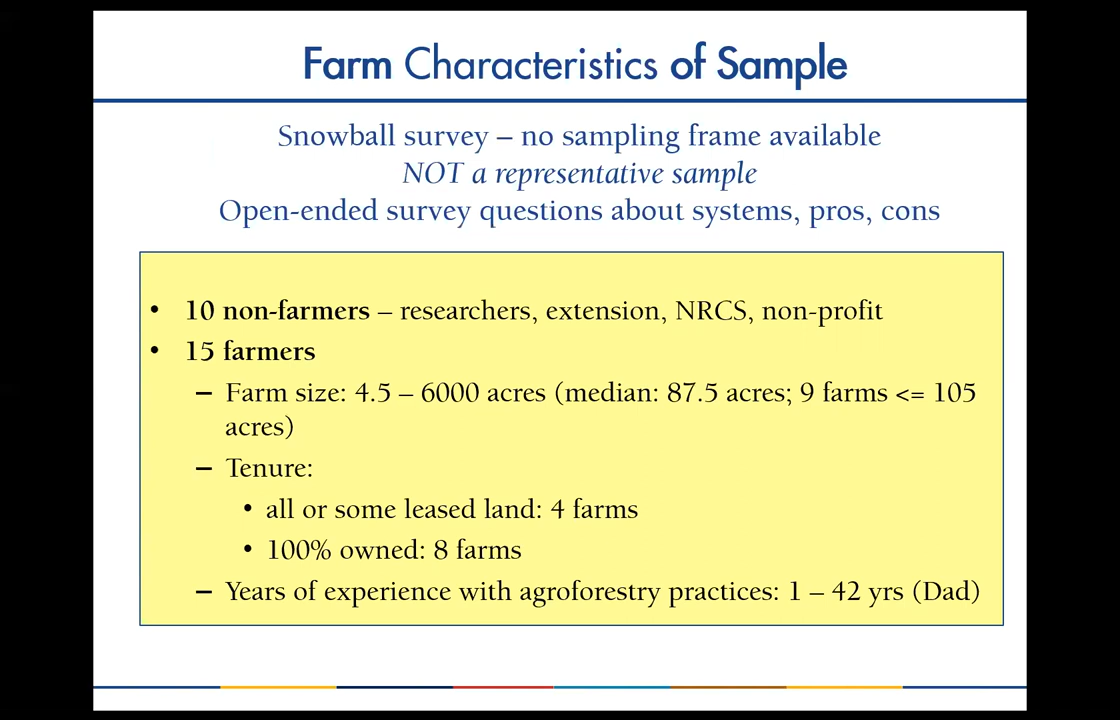 Farm Characteristics of Sample
Snowball survey – no sampling frame available
NOT a representative sample
Open-ended survey questions about systems, pros, cons
• 10 non-farmers – researchers, extension, NRCS, non-profit
• 15 farmers
– Farm size: 4.5 – 6000 acres (median: 87.5 acres; 9 farms <= 105
acres)
– Tenure:
• all or some leased land: 4 farms
• 100% owned: 8 farms
– Years of experience with agroforestry practices: 1 – 42 yrs (Dad)